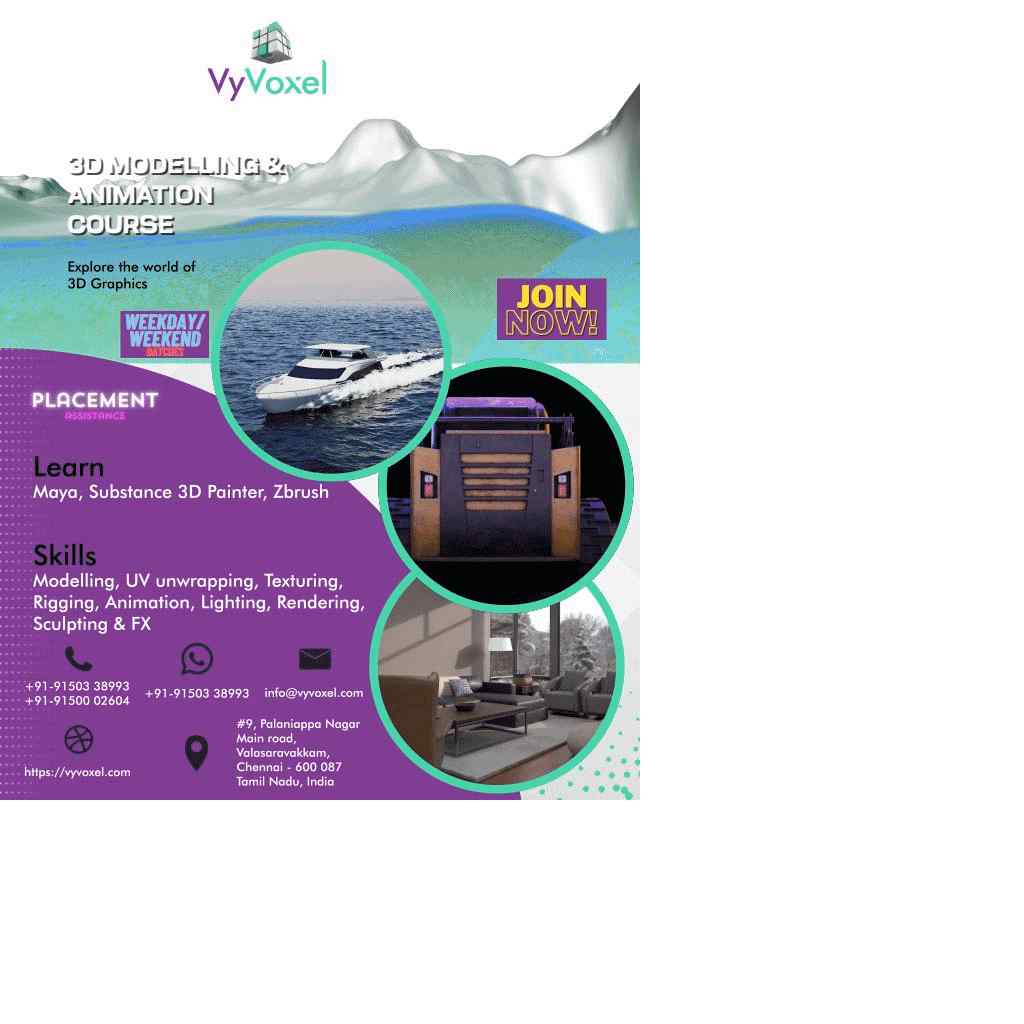 VyVoxel
3D MODELLING &
ANIMATION
COURSE
Explore the world of
3D Graphics
WEEKDAY/
WEEKEND
BATCHES
JOIN
NOW!
PLACEMENT
ASSISTANCE
Learn
Maya, Substance 3D Painter, Zbrush
Skills
Modelling, UV unwrapping, Texturing,
Rigging, Animation, Lighting, Rendering,
Sculpting & FX
+91-91503 38993
+91-91500 02604
+91-91503 38993
info@vyvoxel.com
https://vyvoxel.com
#9, Palaniappa Nagar
Main road,
Valasaravakkam,
Chennai - 600 087
Tamil Nadu, India